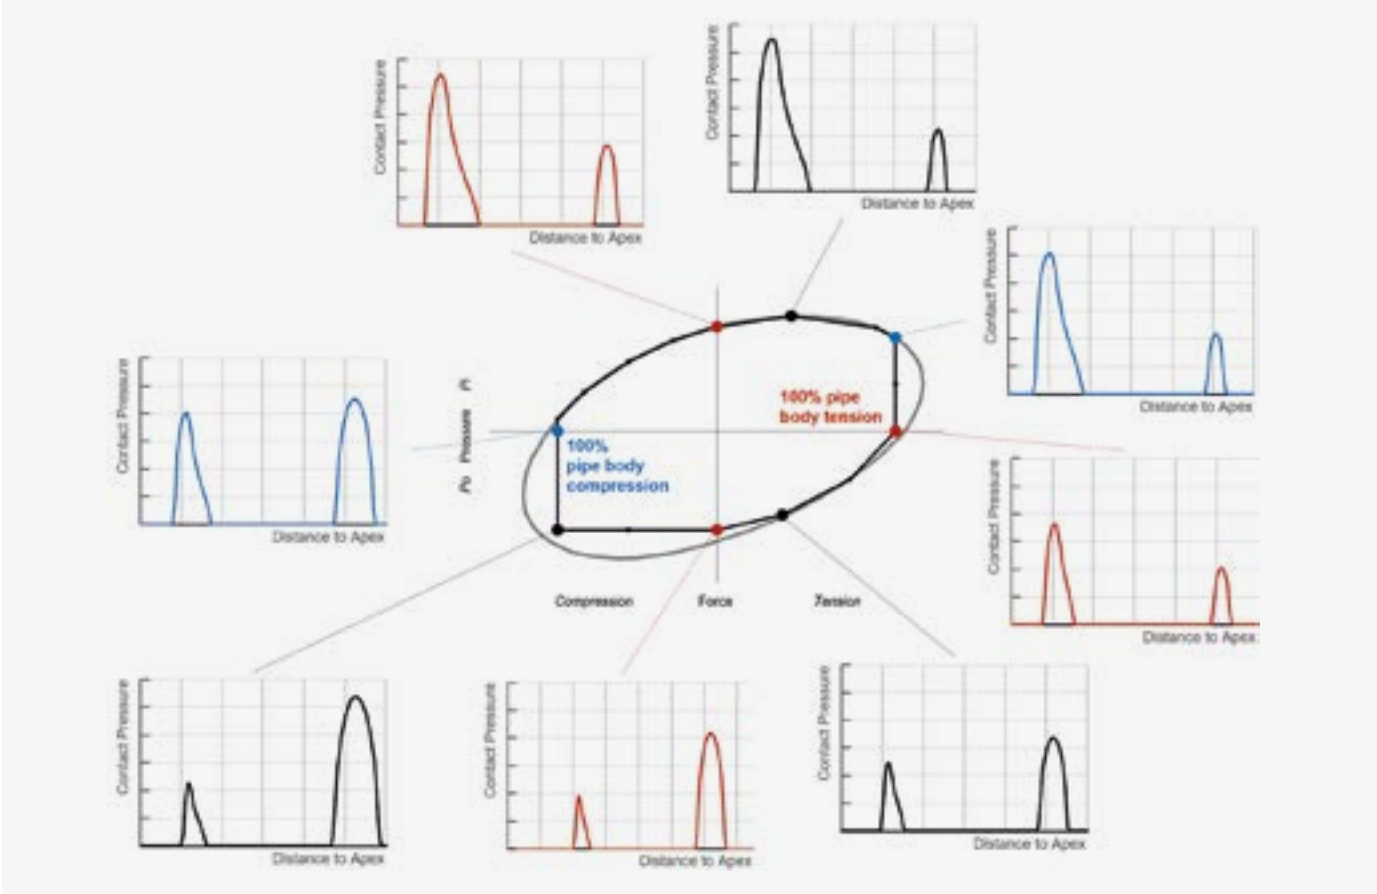 Contact Pressure
Distance to Apex
Contact Pressure
Distance to Apex
Contact Pressure
Distance to Apex
Contact Pressure
Distance to Apex
Po Pressure Pi
100% pipe
body tension
100%
pipe body
compression
Contact Pressure
Distance to Apex
Compression
Force
Tension
Contact Pressure
Distance to Apex
Contact Pressure
Distance to Apex
Contact Pressure
Distance to Apex